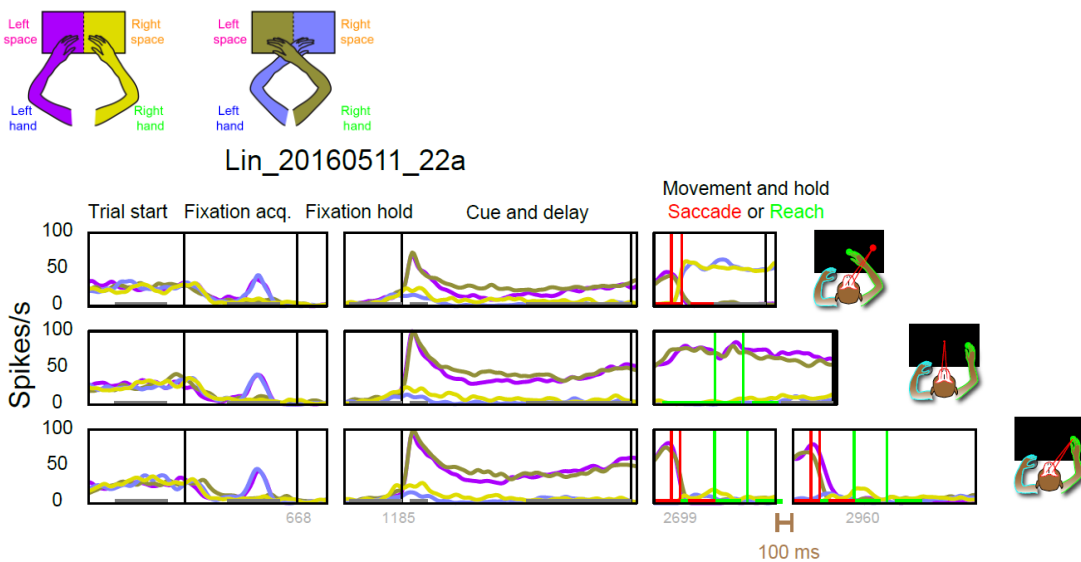 Left space
Right space
Left space
Right space
Left hand
Right hand
Left hand
Right hand
Lin_20160511_22a
Movement and hold
Trial start Fixation acq. Fixation hold Cue and delay Saccade or Reach
100
50
0
100
50
0
100
50
0
Spikes/s
668 1185 2699 2960
100 ms